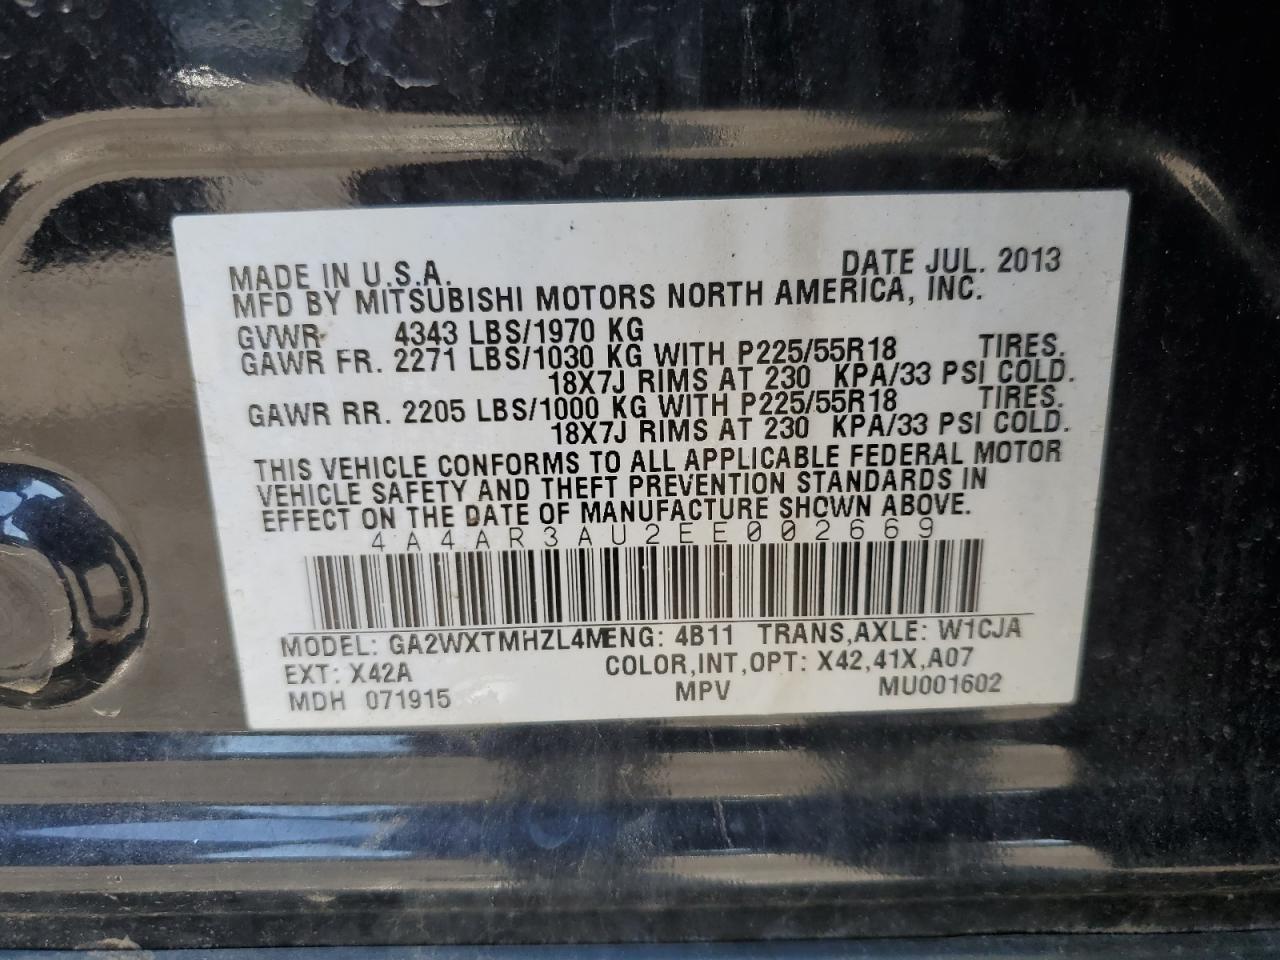 MADE IN U.S.A. DATE JUL. 2013
MFD BY MITSUBISHI MOTORS NORTH AMERICA, INC.
GVWR 4343 LBS/1970 KG
GAWR FR. 2271 LBS/1030 KG WITH P225/55R18 TIRES.
18X7J RIMS AT 230 KPA/33 PSI COLD.
GAWR RR. 2205 LBS/1000 KG WITH P225/55R18 TIRES.
18X7J RIMS AT 230 KPA/33 PSI COLD.
THIS VEHICLE CONFORMS TO ALL APPLICABLE FEDERAL MOTOR
VEHICLE SAFETY AND THEFT PREVENTION STANDARDS IN
EFFECT ON THE DATE OF MANUFACTURE SHOWN ABOVE.
4A4AR3AU2EE002669
MODEL: GA2WXTMHZL4MENG: 4B11 TRANS,AXLE: W1CJA
EXT: X42A COLOR,INT,OPT: X42,41X,A07
MDH 071915 MPV MU001602